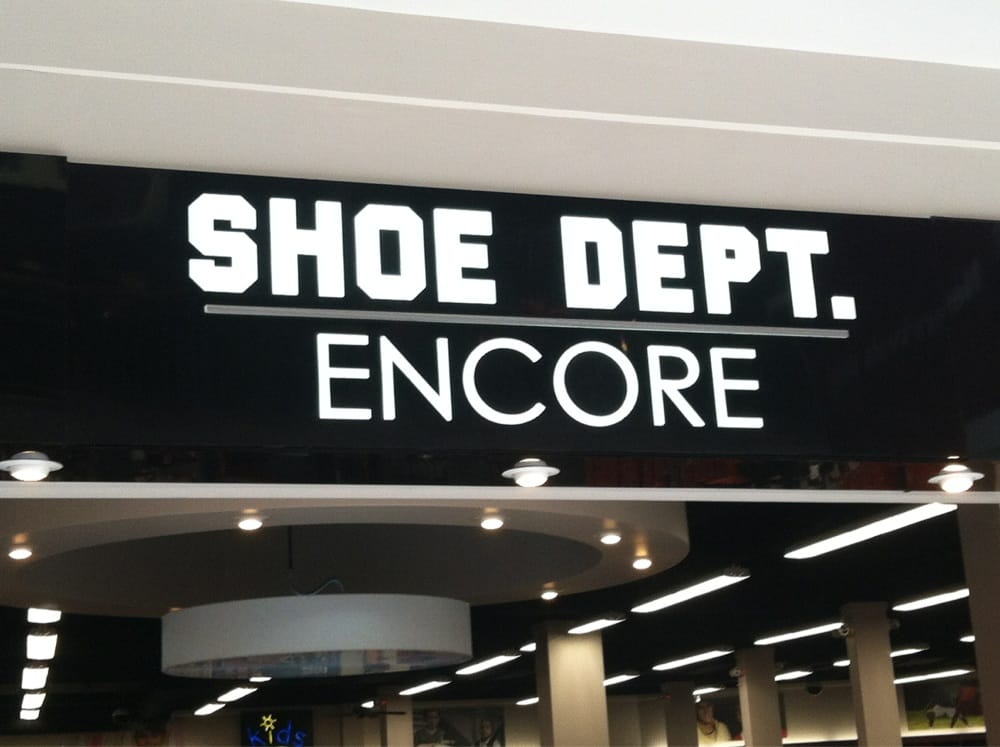 SHOE DEPT.
ENCORE
kids